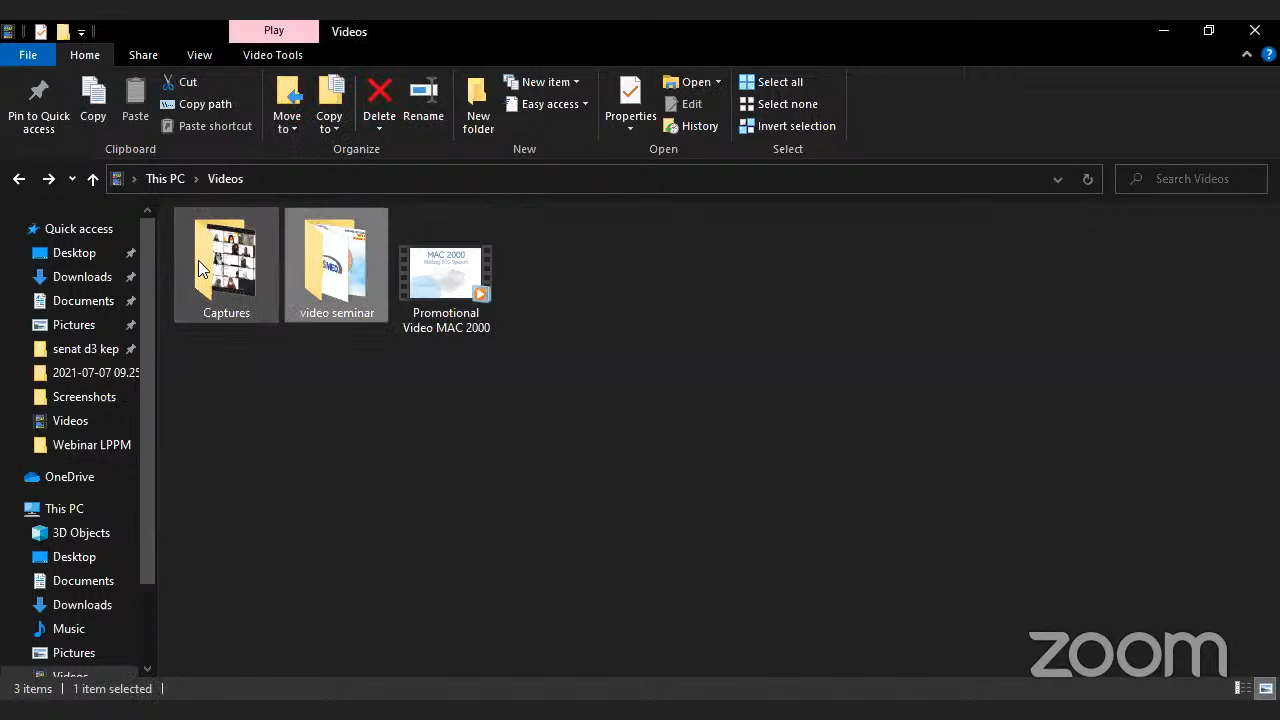 Play
Videos
File
Home
Share
View
Video Tools
Pin to Quick
access
Copy
Paste
Cut
Copy path
Paste shortcut
Clipboard
Move
to
Copy
to
Delete
Rename
Organize
New
folder
New item
Easy access
New
Properties
Open
Edit
History
Open
Select all
Select none
Invert selection
Select
This PC
Videos
Search Videos
Quick access
Desktop
Downloads
Documents
Pictures
senat d3 kep
2021-07-07 09.25
Screenshots
Videos
Webinar LPPM
OneDrive
This PC
3D Objects
Desktop
Documents
Downloads
Music
Pictures
Videos
Captures
video seminar
MAC 2000
Promotional
Video MAC 2000
3 items
1 item selected
zoom